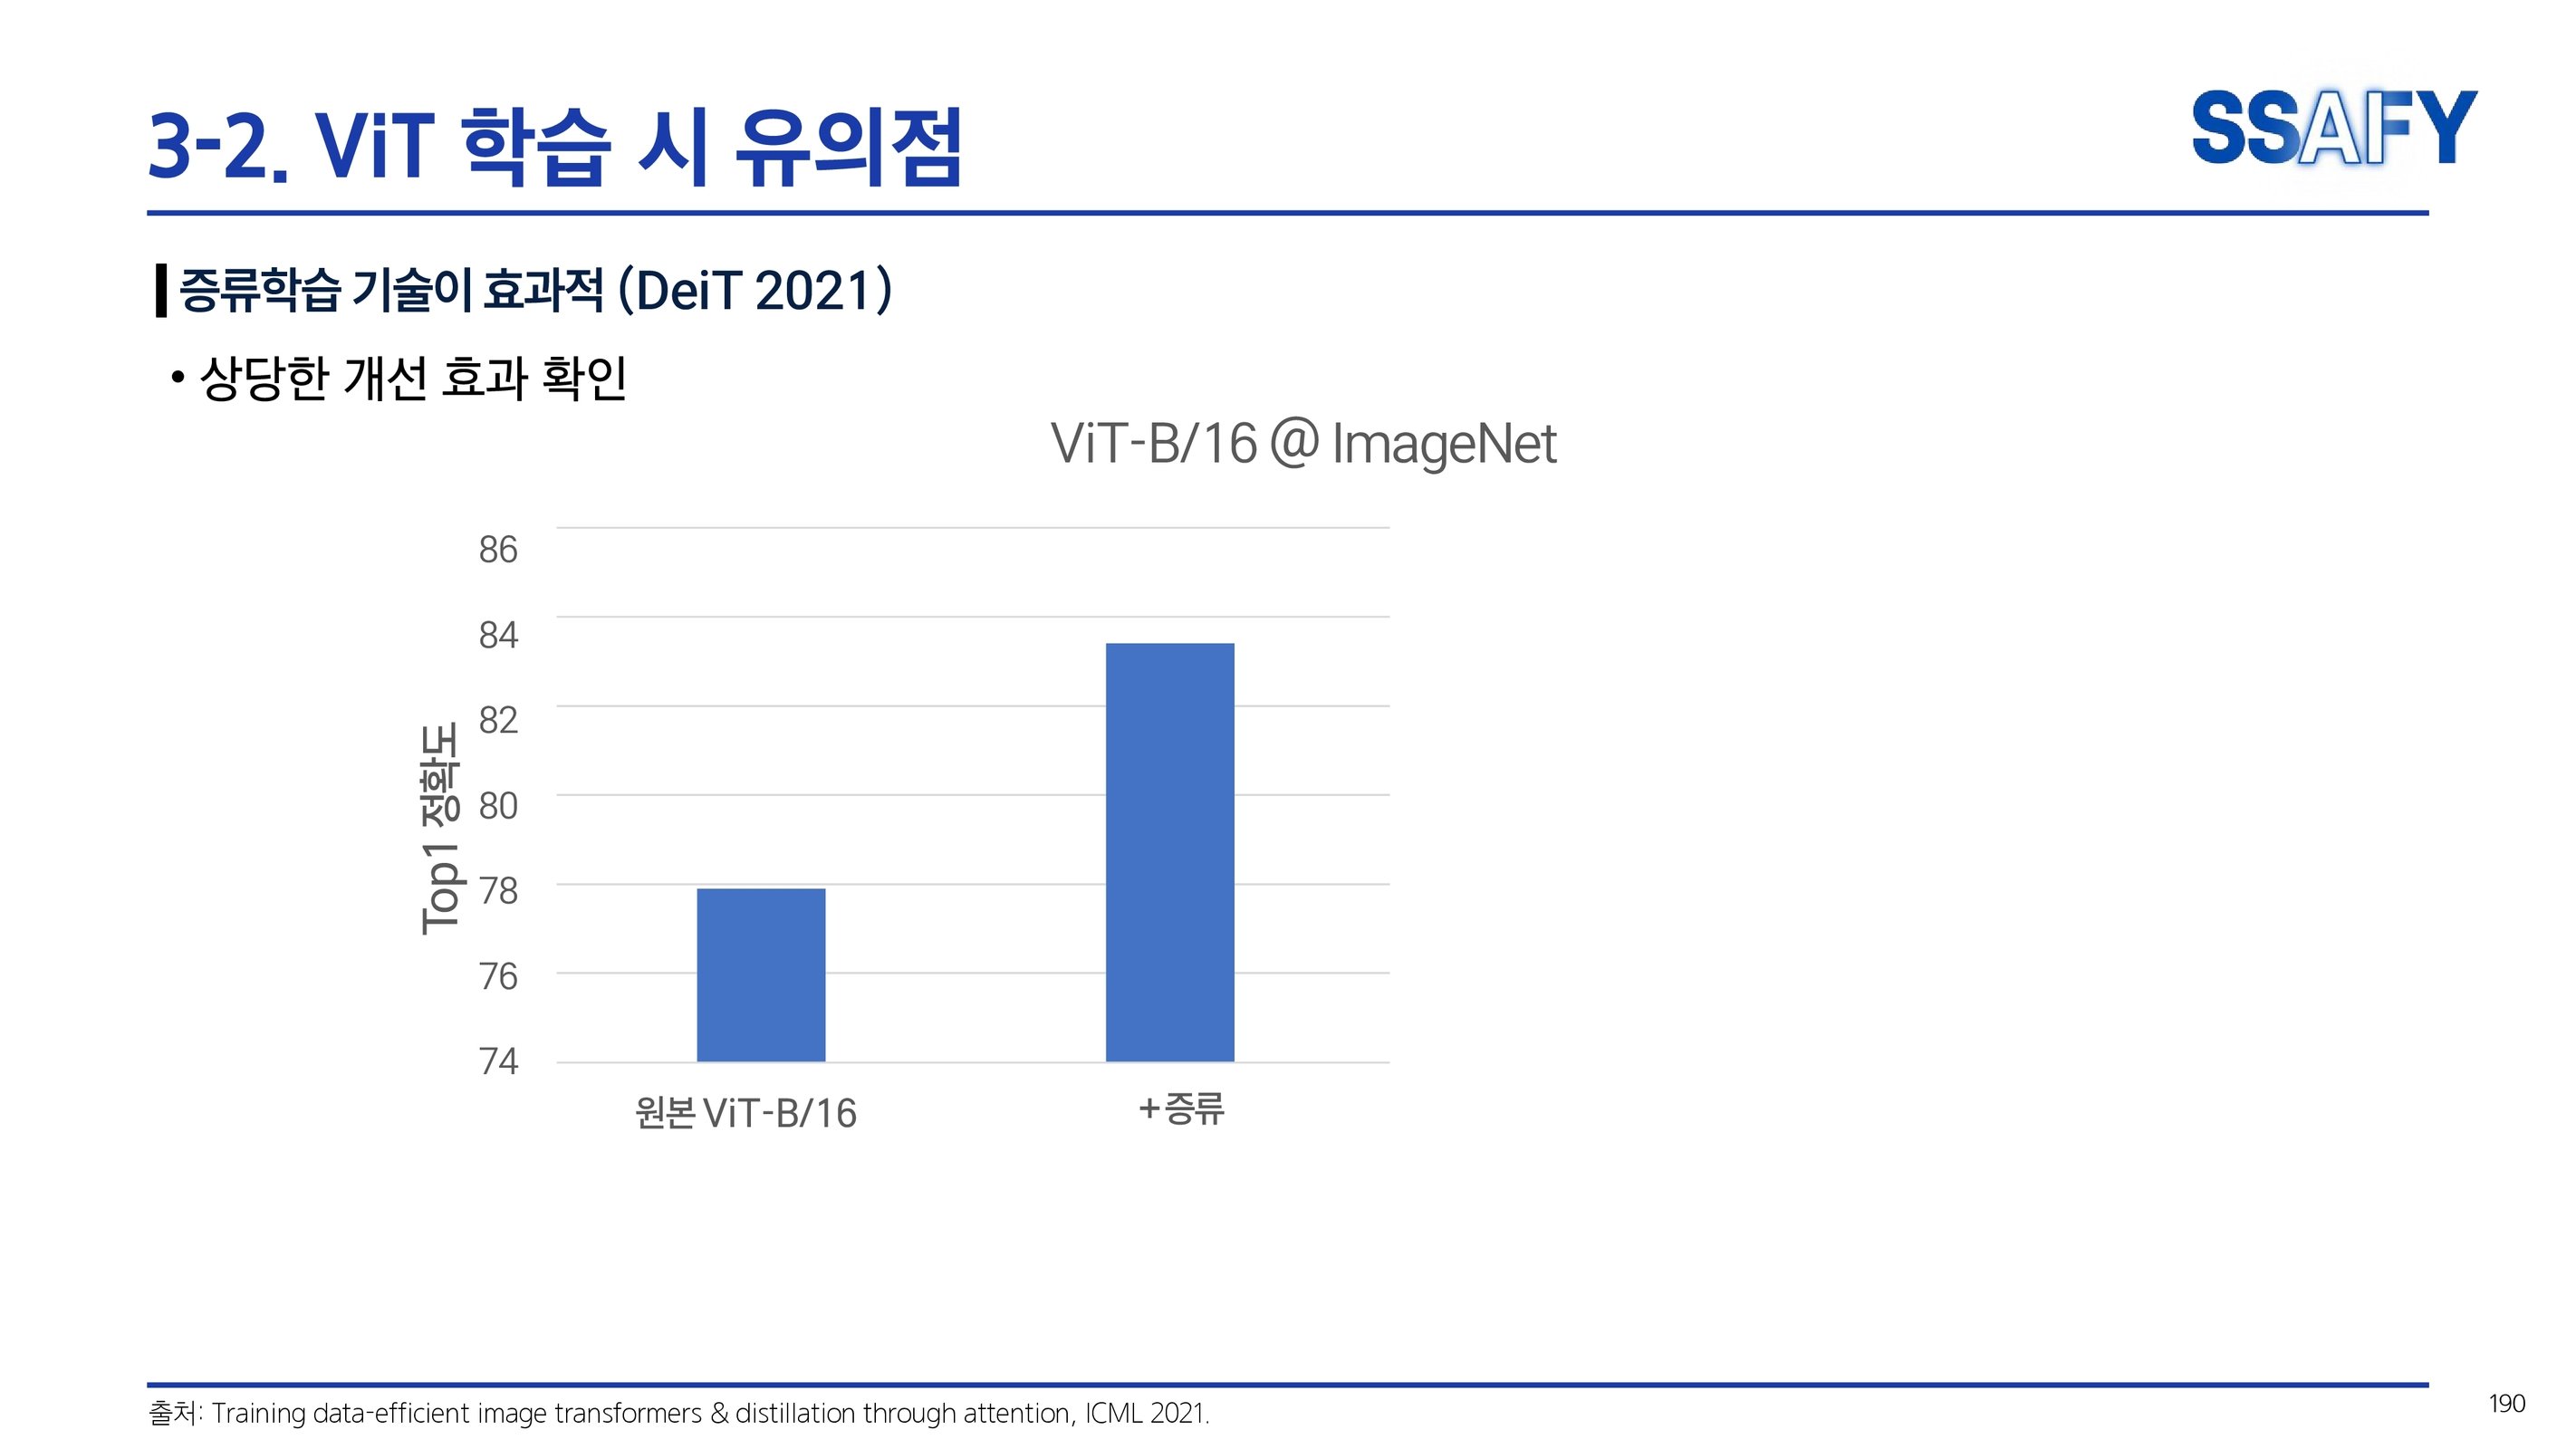 3-2. ViT 학습 시 유의점
SSAFY
증류학습 기술이 효과적 (DeiT 2021)
• 상당한 개선 효과 확인
ViT-B/16 @ ImageNet
Top1 정확도
86
84
82
80
78
76
74
원본 ViT-B/16
+ 증류
출처: Training data-efficient image transformers & distillation through attention, ICML 2021.
190